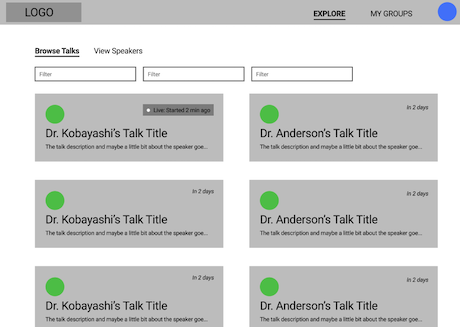 LOGO
EXPLORE
MY GROUPS
Browse Talks
View Speakers
Filter
Filter
Filter
Live: Started 2 min ago
Dr. Kobayashi's Talk Title
The talk description and maybe a little bit about the speaker goe...
In 2 days
Dr. Anderson's Talk Title
The talk description and maybe a little bit about the speaker goe...
In 2 days
Dr. Kobayashi's Talk Title
The talk description and maybe a little bit about the speaker goe...
In 2 days
Dr. Anderson's Talk Title
The talk description and maybe a little bit about the speaker goe...
In 2 days
Dr. Kobayashi's Talk Title
The talk description and maybe a little bit about the speaker goe...
In 2 days
Dr. Anderson's Talk Title
The talk description and maybe a little bit about the speaker goe...